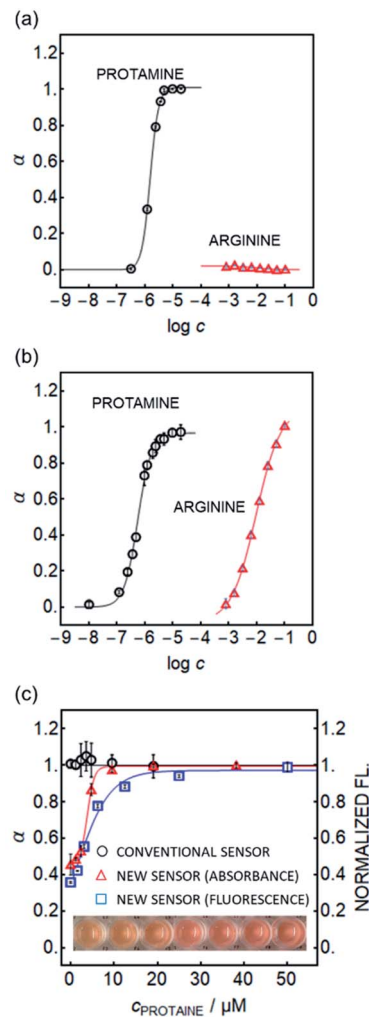 (a)
1.2
1.
0.8
0.6
0.4
0.2
0.
α
PROTAMINE
ARGININE
−9 −8 −7 −6 −5 −4 −3 −2 −1 0
log c
(b)
1.2
1.
0.8
0.6
0.4
0.2
0.
α
PROTAMINE
ARGININE
−9 −8 −7 −6 −5 −4 −3 −2 −1 0
log c
(c)
1.2
1.
0.8
0.6
0.4
0.2
0.
α
1.2
1.
0.8
0.6
0.4
0.2
0.
NORMALIZED FL.
CONVENTIONAL SENSOR
NEW SENSOR (ABSORBANCE)
NEW SENSOR (FLUORESCENCE)
0 10 20 30 40 50
cPROTAINE / μM